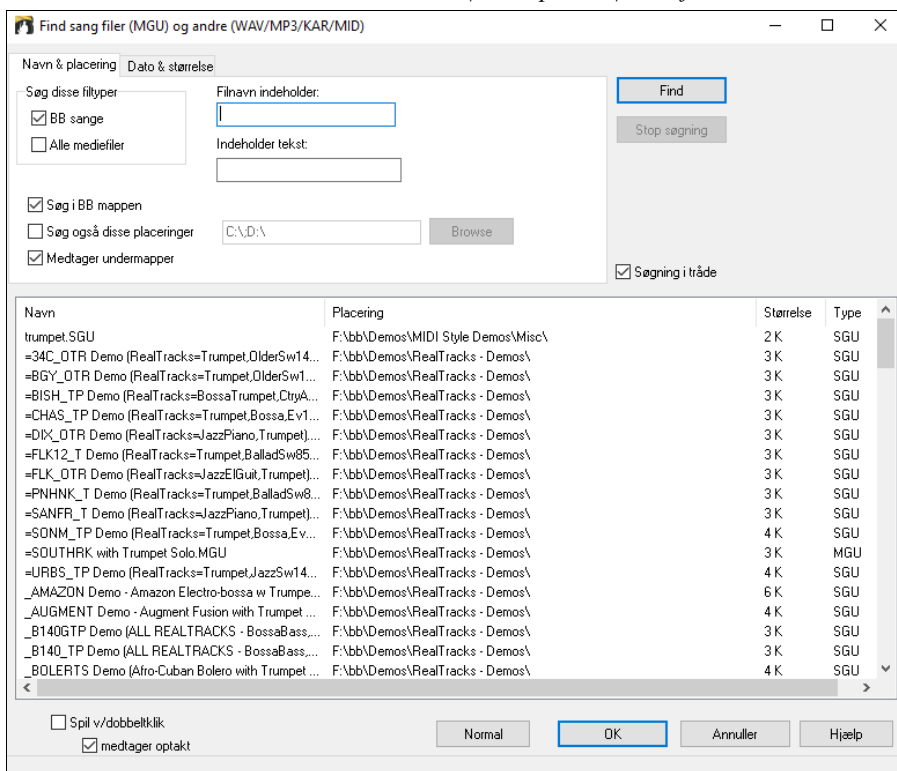 Find sang filer (MGU) og andre (WAV/MP3/KAR/MID)
Navn & placering Dato & størrelse
Søg disse filtyper
BB sange
Alle mediefiler
Filnavn indeholder:
Indeholder tekst:
Søg i BB mappen
Søg også disse placeringer C:\;D:\ Browse
Medtager undermapper
Find
Stop søgning
Søgning i tråde
Navn Placering Størrelse Type
trumpet.SGU F:\bb\Demos\MIDI Style Demos\Misc\ 2 K SGU
=34C_OTR Demo (RealTracks=Trumpet,OlderSw14... F:\bb\Demos\RealTracks - Demos\ 3 K SGU
=BGY_OTR Demo (RealTracks=Trumpet,OlderSw1... F:\bb\Demos\RealTracks - Demos\ 3 K SGU
=BISH_TP Demo (RealTracks=BossaTrumpet,CtryA... F:\bb\Demos\RealTracks - Demos\ 3 K SGU
=CHAS_TP Demo (RealTracks=Trumpet,Bossa,Ev1... F:\bb\Demos\RealTracks - Demos\ 3 K SGU
=DIX_OTR Demo (RealTracks=JazzPiano,Trumpet).... F:\bb\Demos\RealTracks - Demos\ 3 K SGU
=FLK12_T Demo (RealTracks=Trumpet,BalladSw85... F:\bb\Demos\RealTracks - Demos\ 3 K SGU
=FLK_OTR Demo (RealTracks=JazzElGuit,Trumpet)... F:\bb\Demos\RealTracks - Demos\ 3 K SGU
=PNHNK_T Demo (RealTracks=Trumpet,BalladSw8... F:\bb\Demos\RealTracks - Demos\ 3 K SGU
=SANFR_T Demo (RealTracks=JazzPiano,Trumpet)... F:\bb\Demos\RealTracks - Demos\ 3 K SGU
=SONM_TP Demo (RealTracks=Trumpet,Bossa,Ev... F:\bb\Demos\RealTracks - Demos\ 4 K SGU
=SOUTHRK with Trumpet Solo.MGU F:\bb\Demos\RealTracks - Demos\ 3 K MGU
=URBS_TP Demo (RealTracks=Trumpet,JazzSw14... F:\bb\Demos\RealTracks - Demos\ 4 K SGU
_AMAZON Demo - Amazon Electro-bossa w Trumpe... F:\bb\Demos\RealTracks - Demos\ 6 K SGU
_AUGMENT Demo - Augment Fusion with Trumpet ... F:\bb\Demos\RealTracks - Demos\ 4 K SGU
_B140GTP Demo (ALL REALTRACKS - BossaBass,... F:\bb\Demos\RealTracks - Demos\ 3 K SGU
_B140_TP Demo (ALL REALTRACKS - BossaBass,... F:\bb\Demos\RealTracks - Demos\ 3 K SGU
_BOLERTS Demo (Afro-Cuban Bolero with Trumpet ... F:\bb\Demos\RealTracks - Demos\ 4 K SGU
Spil v/dobbeltklik
medtager optakt
Normal OK Annuller Hjælp